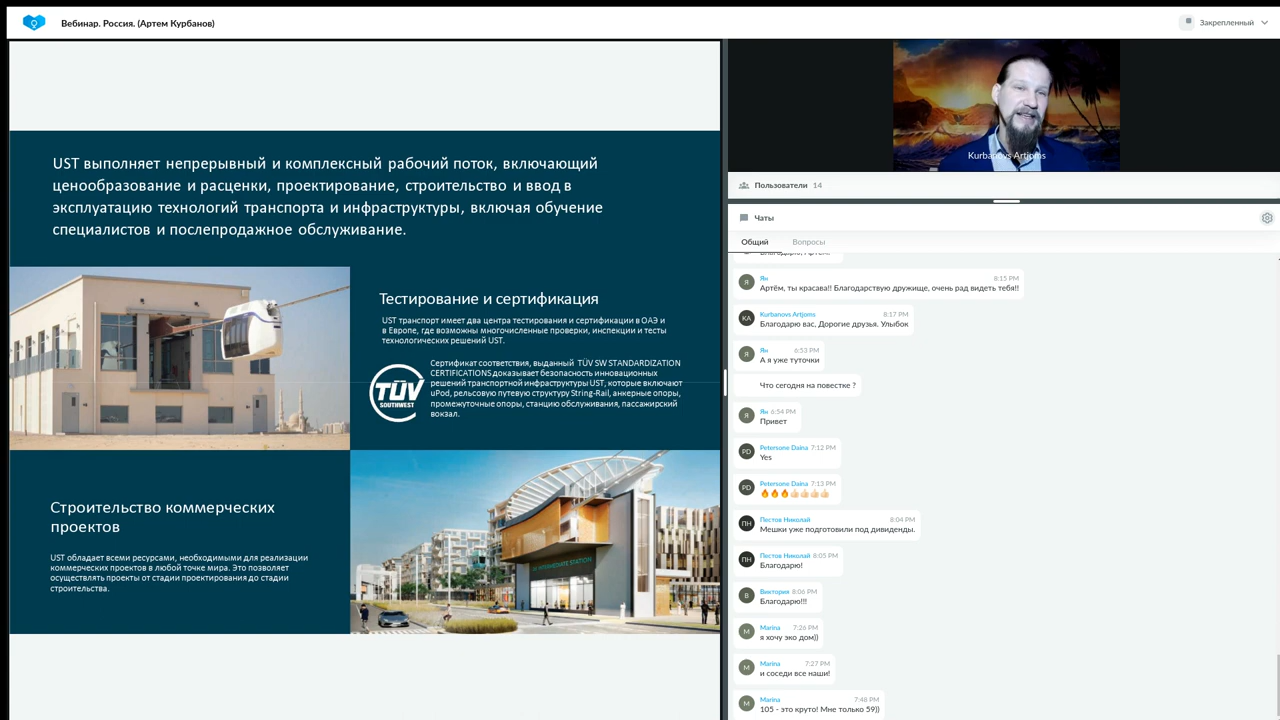 Вебинар. Россия. (Артем Курбанов)
Закрепленный
UST выполняет непрерывный и комплексный рабочий поток, включающий
ценообразование и расценки, проектирование, строительство и ввод в
эксплуатацию технологий транспорта и инфраструктуры, включая обучение
специалистов и послепродажное обслуживание.
Тестирование и сертификация
UST транспорт имеет два центра тестирования и сертификации в ОАЭ и
в Европе, где возможны многочисленные проверки, инспекции и тесты
технологических решений UST.
TÜV
SOUTHWEST
Сертификат соответствия, выданный TÜV SW STANDARDIZATION
CERTIFICATIONS доказывает безопасность инновационных
решений транспортной инфраструктуры UST, которые включают
uPod, рельсовую путевую структуру String-Rail, анкерные опоры,
промежуточные опоры, станцию обслуживания, пассажирский
вокзал.
Строительство коммерческих
проектов
UST обладает всеми ресурсами, необходимыми для реализации
коммерческих проектов в любой точке мира. Это позволяет
осуществлять проекты от стадии проектирования до стадии
строительства.
INTERMEDIATE STATION
Kurbanovs Artjoms
Пользователи 14
Чаты
Общий Вопросы
Я Ян 8:15 PM
Артём, ты красава!! Благодарствую дружище, очень рад видеть тебя!!
KA Kurbanovs Artjoms 8:17 PM
Благодарю вас, Дорогие друзья. Улыбок
Я Ян 6:53 PM
А я уже туточки
Что сегодня на повестке ?
Я Ян 6:54 PM
Привет
PD Petersone Daina 7:12 PM
Yes
PD Petersone Daina 7:13 PM
🔥🔥🔥👍🏻👍🏻👍🏻👍🏻
ПН Пестов Николай 8:04 PM
Мешки уже подготовили под дивиденды.
ПН Пестов Николай 8:05 PM
Благодарю!
В Виктория 8:06 PM
Благодарю!!!
M Marina 7:26 PM
я хочу эко дом))
M Marina 7:27 PM
и соседи все наши!
M Marina 7:48 PM
105 - это круто! Мне только 59))